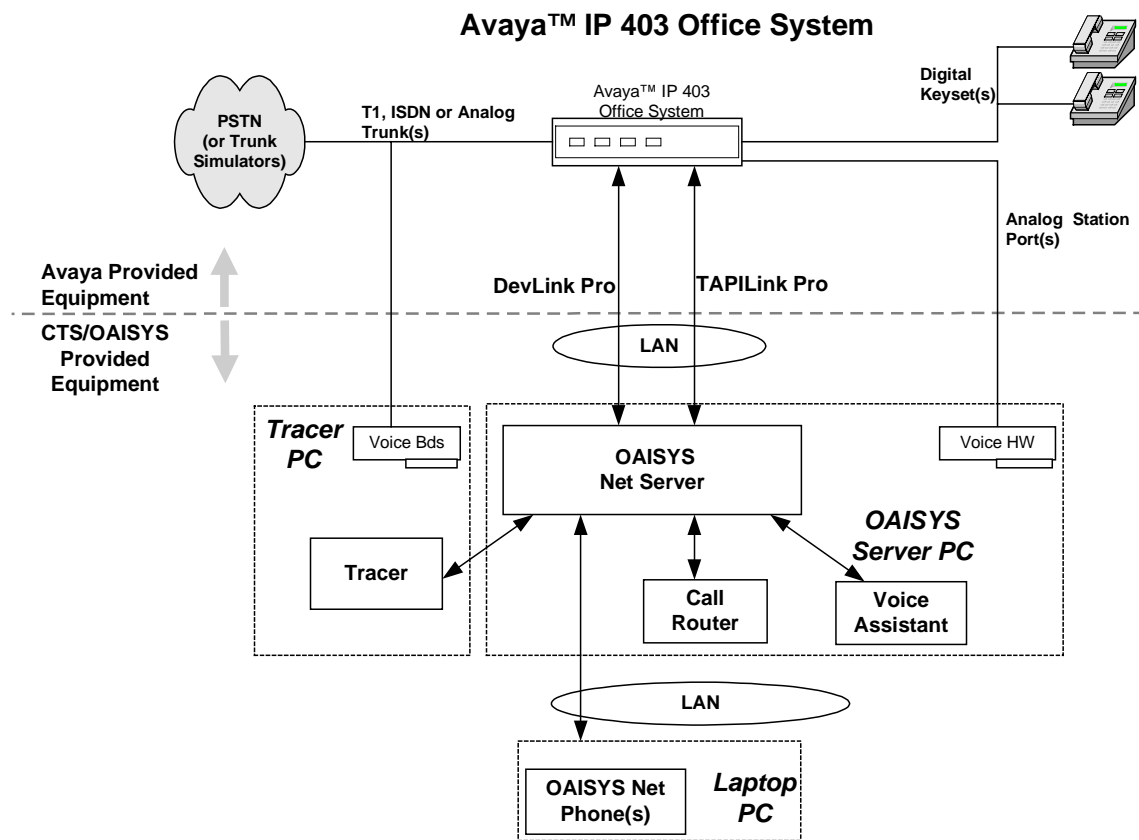 Avaya™ IP 403 Office System
Digital
Keyset(s)
Avaya™ IP 403
Office System
T1, ISDN or Analog
Trunk(s)
PSTN
(or Trunk
Simulators)
Analog Station
Port(s)
Avaya Provided
Equipment
DevLink Pro
TAPILink Pro
CTS/OAISYS
Provided
Equipment
LAN
Tracer
PC
Voice Bds
OAISYS
Net Server
Voice HW
OAISYS
Server PC
Tracer
Call
Router
Voice
Assistant
LAN
OAISYS Net
Phone(s)
Laptop
PC